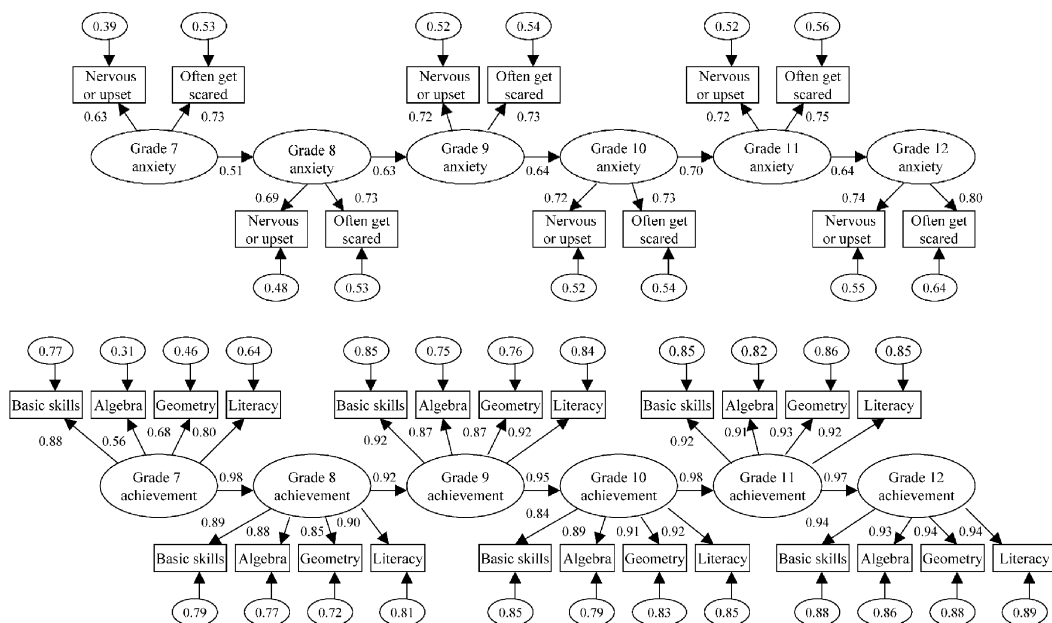 0.39 0.53 0.52 0.54 0.52 0.56
Nervous or upset
Often get scared
Nervous or upset
Often get scared
Nervous or upset
Often get scared
0.63 0.73 0.72 0.73 0.72 0.75
Grade 7 anxiety
Grade 8 anxiety
Grade 9 anxiety
Grade 10 anxiety
Grade 11 anxiety
Grade 12 anxiety
0.51 0.63 0.64 0.70 0.64
0.69 0.73 0.72 0.73 0.74 0.80
Nervous or upset
Often get scared
Nervous or upset
Often get scared
Nervous or upset
Often get scared
0.48 0.53 0.52 0.54 0.55 0.64
0.77 0.31 0.46 0.64 0.85 0.75 0.76 0.84 0.85 0.82 0.86 0.85
Basic skills Algebra Geometry Literacy Basic skills Algebra Geometry Literacy Basic skills Algebra Geometry Literacy
0.88 0.56 0.68 0.80 0.92 0.87 0.87 0.92 0.92 0.91 0.93 0.92
Grade 7 achievement
Grade 8 achievement
Grade 9 achievement
Grade 10 achievement
Grade 11 achievement
Grade 12 achievement
0.98 0.92 0.95 0.98 0.97
0.89 0.88 0.85 0.90 0.84 0.89 0.91 0.92 0.94 0.93 0.94 0.94
Basic skills Algebra Geometry Literacy Basic skills Algebra Geometry Literacy Basic skills Algebra Geometry Literacy
0.79 0.77 0.72 0.81 0.85 0.79 0.83 0.85 0.88 0.86 0.88 0.89